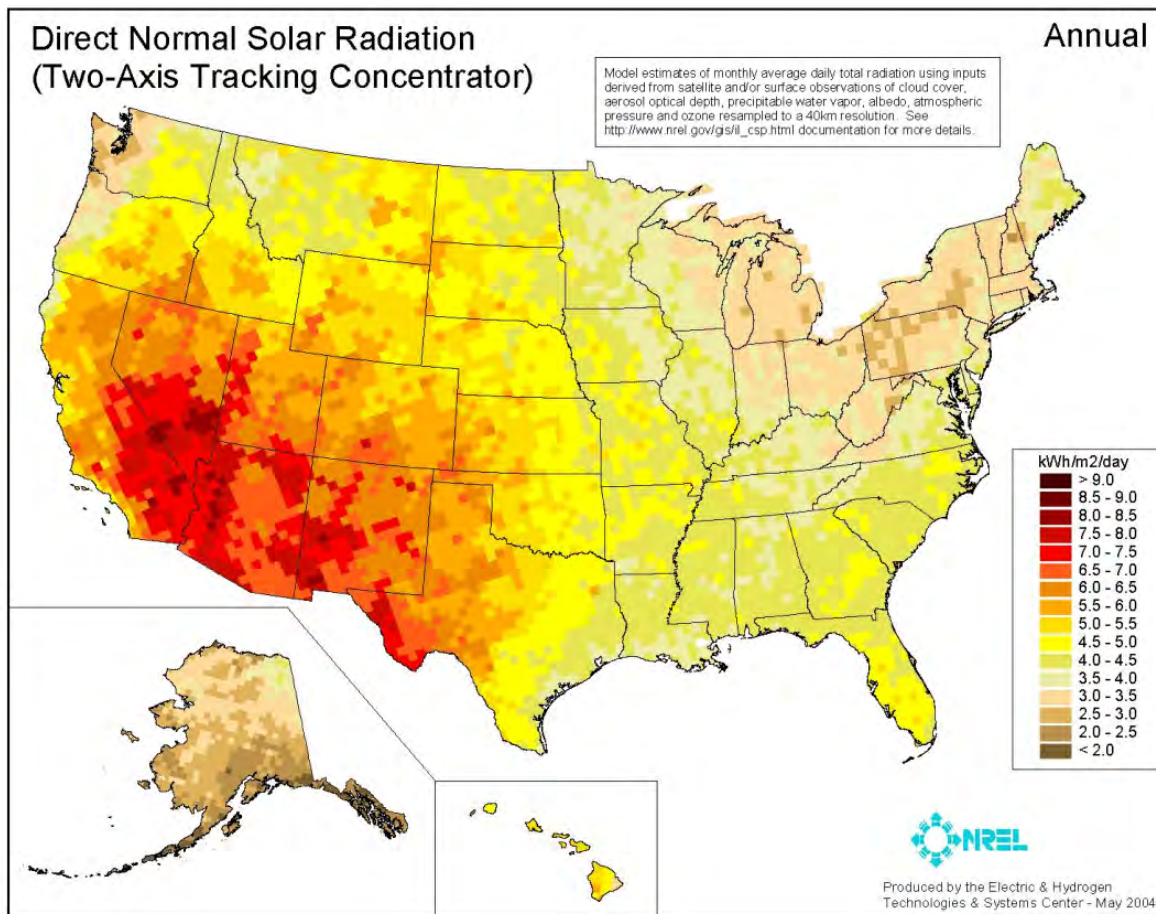 Direct Normal Solar Radiation
(Two-Axis Tracking Concentrator)
Annual
Model estimates of monthly average daily total radiation using inputs
derived from satellite and/or surface observations of cloud cover,
aerosol optical depth, precipitable water vapor, albedo, atmospheric
pressure and ozone resampled to a 40km resolution. See
http://www.nrel.gov/gis/il_csp.html documentation for more details.
kWh/m2/day
> 9.0
8.5 - 9.0
8.0 - 8.5
7.5 - 8.0
7.0 - 7.5
6.5 - 7.0
6.0 - 6.5
5.5 - 6.0
5.0 - 5.5
4.5 - 5.0
4.0 - 4.5
3.5 - 4.0
3.0 - 3.5
2.5 - 3.0
2.0 - 2.5
< 2.0
NREL
Produced by the Electric & Hydrogen
Technologies & Systems Center - May 2004